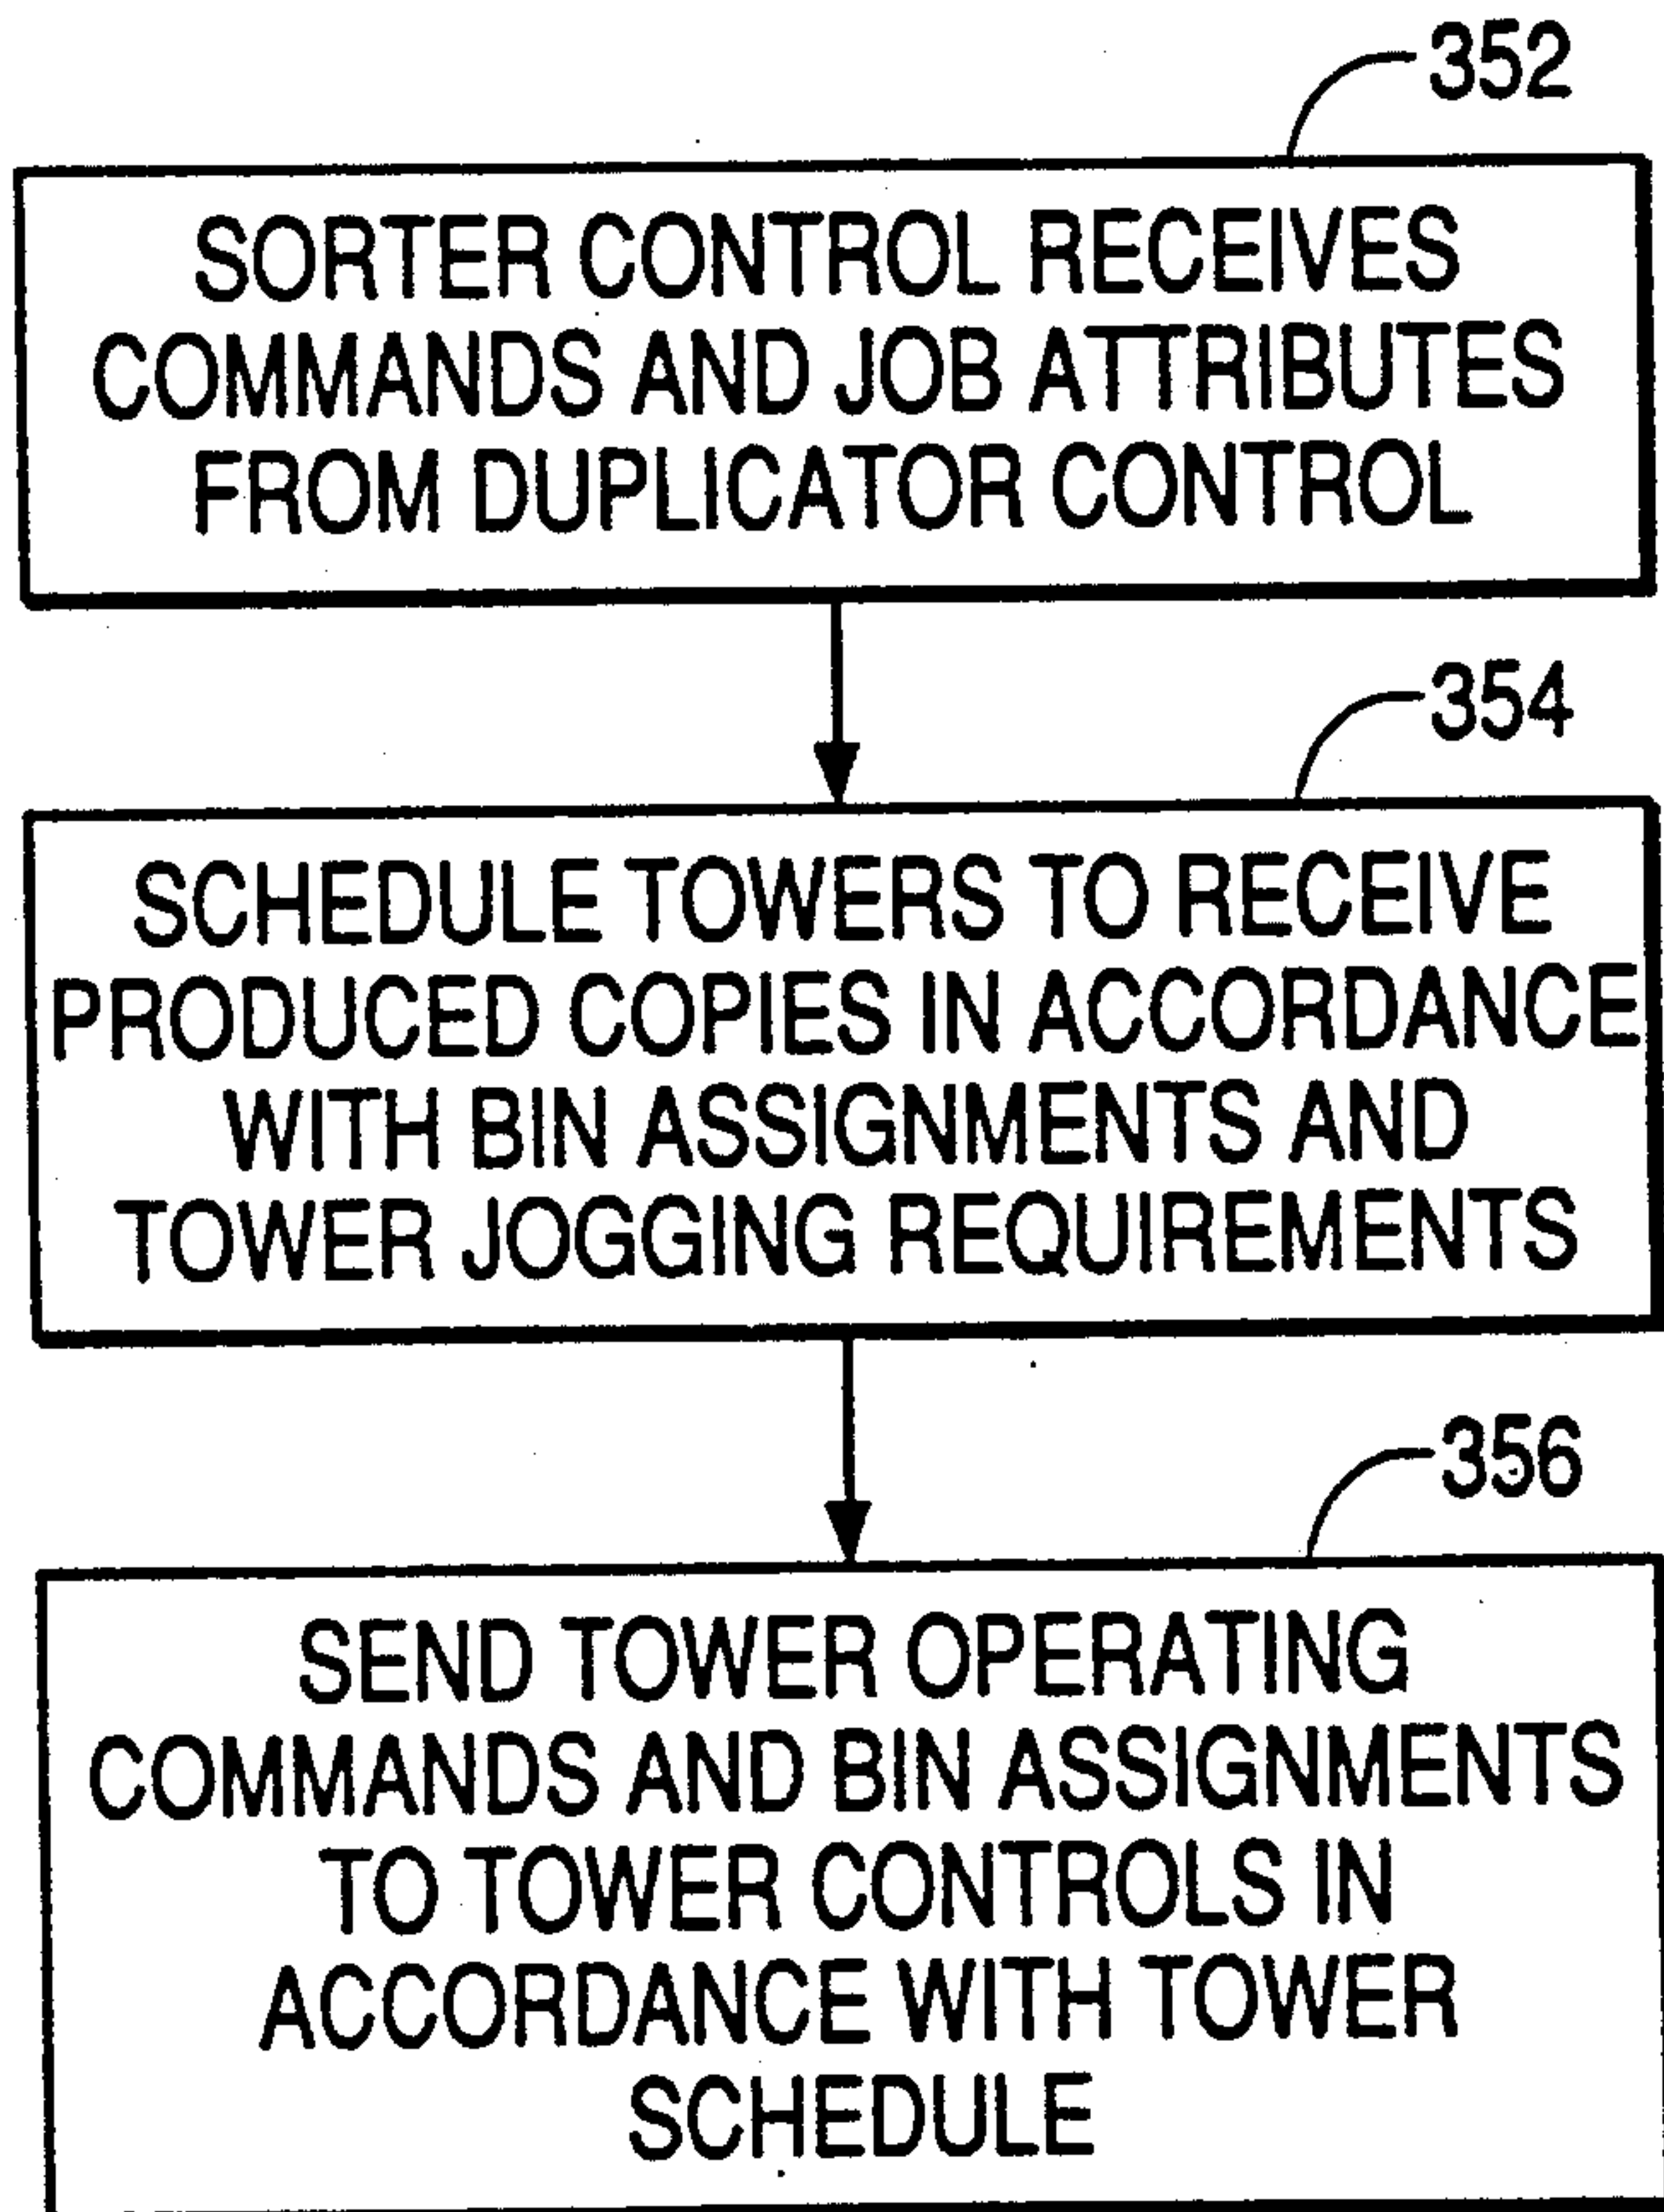 352
SORTER CONTROL RECEIVES
COMMANDS AND JOB ATTRIBUTES
FROM DUPLICATOR CONTROL
354
SCHEDULE TOWERS TO RECEIVE
PRODUCED COPIES IN ACCORDANCE
WITH BIN ASSIGNMENTS AND
TOWER JOGGING REQUIREMENTS
356
SEND TOWER OPERATING
COMMANDS AND BIN ASSIGNMENTS
TO TOWER CONTROLS IN
ACCORDANCE WITH TOWER
SCHEDULE